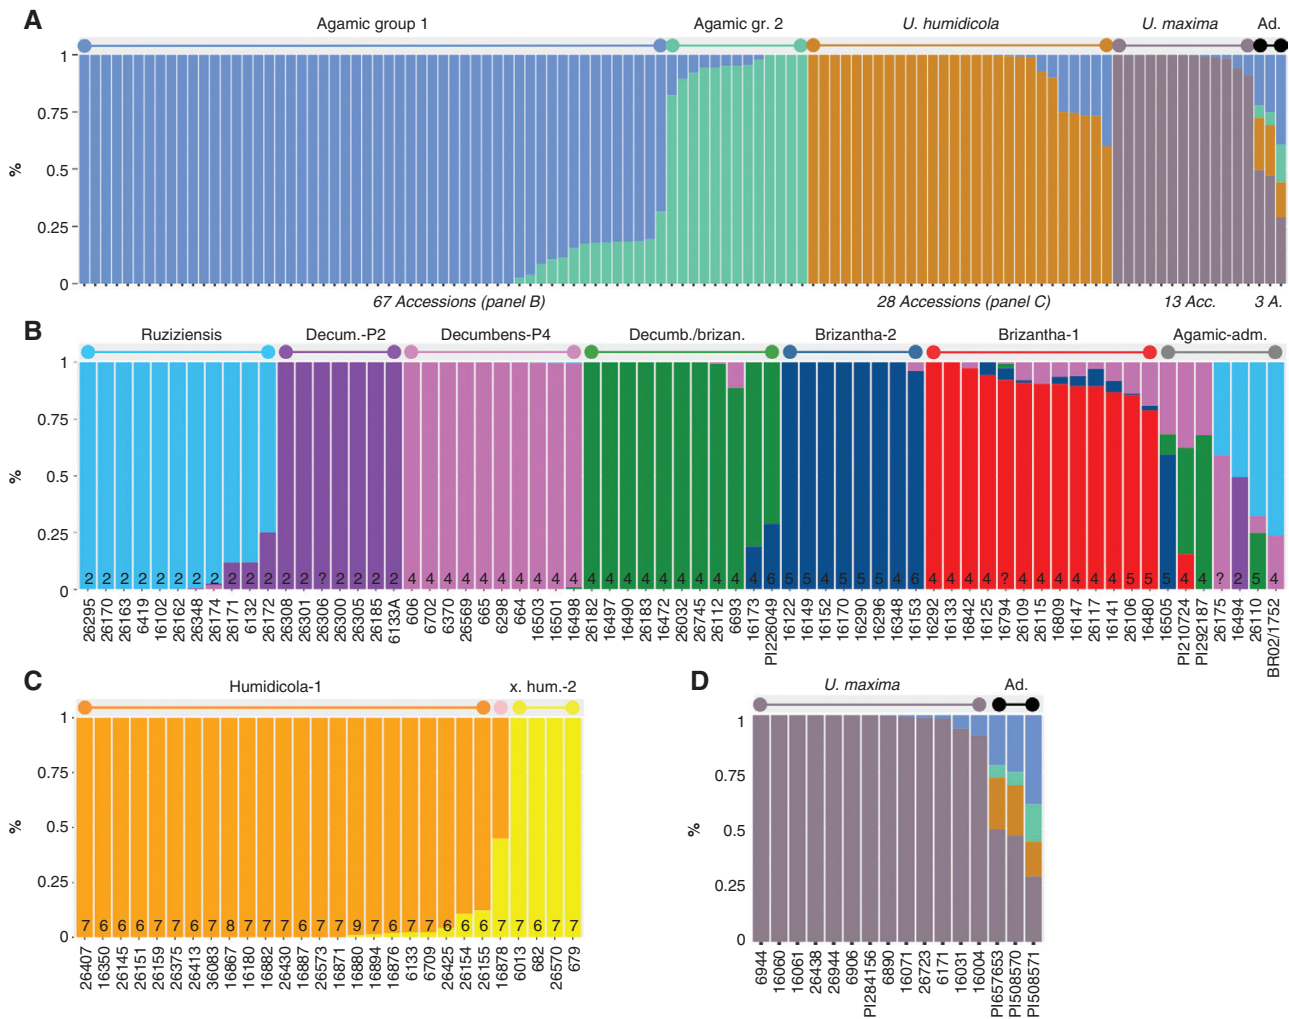 A
Agamic group 1 Agamic gr. 2 U. humidicola U. maxima Ad.
1
0.75
0.5
0.25
0
%
67 Accessions (panel B) 28 Accessions (panel C) 13 Acc. 3 A.
B
Ruziziensis Decum.-P2 Decumbens-P4 Decumb./brizan. Brizantha-2 Brizantha-1 Agamic-adm.
1
0.75
0.5
0.25
0
%
2 2 2 2 2 2 2 2 2 2 2 2 2 ? 2 2 2 2 4 4 4 4 4 4 4 4 4 4 4 4 4 4 4 4 4 4 4 4 6 5 5 5 5 5 5 4 6 4 4 4 4 ? 4 4 4 4 4 4 5 5 5 4 4 ? 2 5 4
26295 26170 26163 6419 16102 26162 26348 26174 26171 6132 26172 26308 26301 26306 26300 26305 26185 6133A 606 6702 6370 26569 665 6298 664 16503 16501 16498 26182 16497 16490 26183 16472 26032 26745 26112 6693 16173 PI226049 16122 16149 16152 16170 16290 16296 16348 16153 16292 16133 16842 16125 16794 26109 26115 16809 16147 26117 16141 26106 16480 16505 PI210724 PI292187 26175 16494 26110 BR02/1752
C
Humidicola-1 x. hum.-2
1
0.75
0.5
0.25
0
%
7 6 6 6 7 7 6 7 8 7 7 7 6 7 7 9 7 6 7 7 6 6 6 7 7 6 7 7
26407 16350 26145 26151 26159 26375 26413 36083 16867 16180 16882 26430 16887 26573 16871 16880 16894 16876 6133 6709 26425 26154 26155 16878 6013 682 26570 679
D
U. maxima Ad.
1
0.75
0.5
0.25
0
%
6944 16060 16061 26438 26944 6906 PI284156 6890 16071 26723 6171 16031 16004 PI657653 PI508570 PI508571